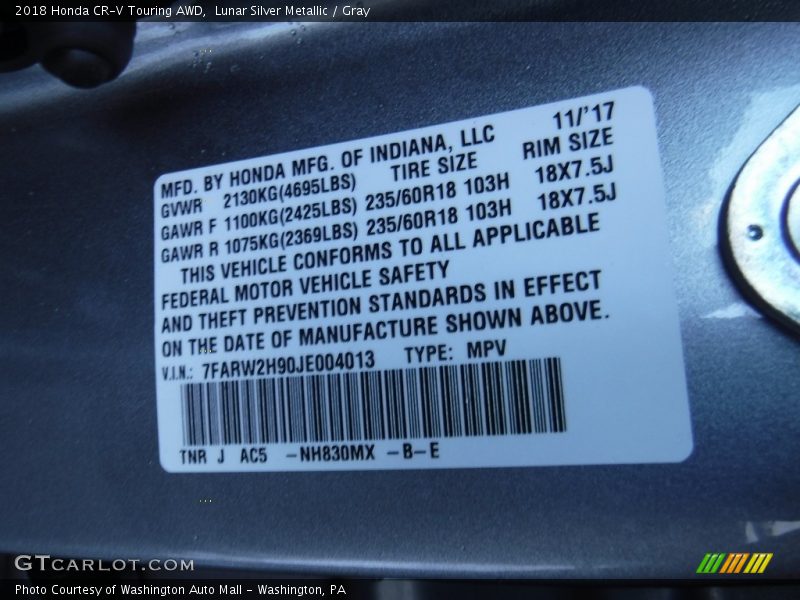 2018 Honda CR-V Touring AWD,  Lunar Silver Metallic / Gray
MFD. BY HONDA MFG. OF INDIANA, LLC 11/'17
GVWR 2130KG(4695LBS) TIRE SIZE RIM SIZE
GAWR F 1100KG(2425LBS) 235/60R18 103H 18X7.5J
GAWR R 1075KG(2369LBS) 235/60R18 103H 18X7.5J
THIS VEHICLE CONFORMS TO ALL APPLICABLE
FEDERAL MOTOR VEHICLE SAFETY
AND THEFT PREVENTION STANDARDS IN EFFECT
ON THE DATE OF MANUFACTURE SHOWN ABOVE.
V.I.N.: 7FARW2H90JE004013 TYPE: MPV
TNR J AC5 -NH830MX -B-E
GTCARLOT.COM
Photo Courtesy of Washington Auto Mall - Washington, PA